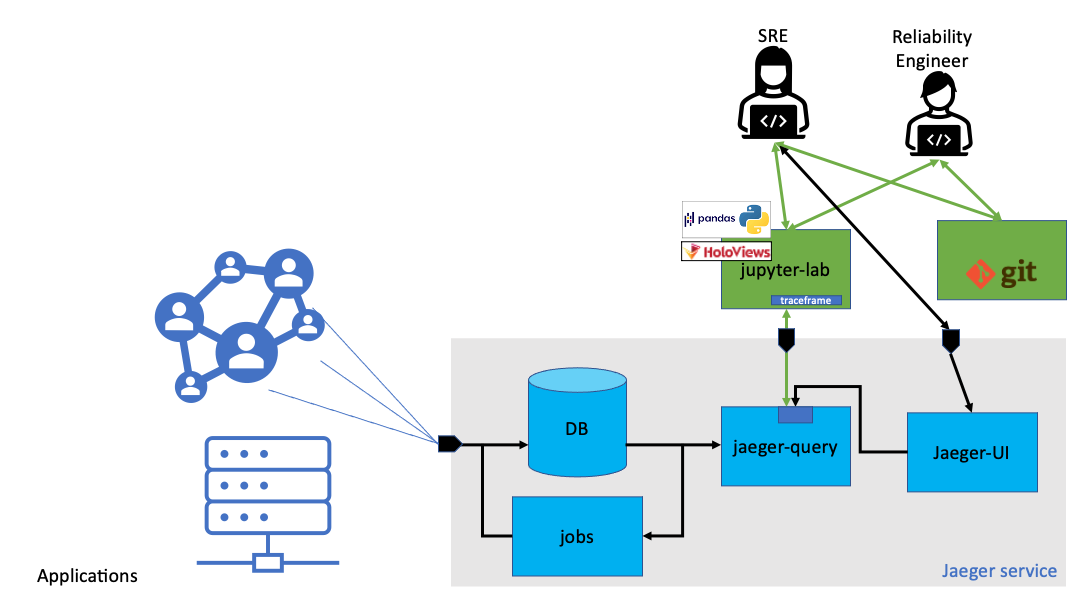 SRE
Reliability
Engineer
</>
</>
pandas
HoloViews
jupyter-lab
traceframe
git
DB
jaeger-query
Jaeger-UI
jobs
Applications
Jaeger service